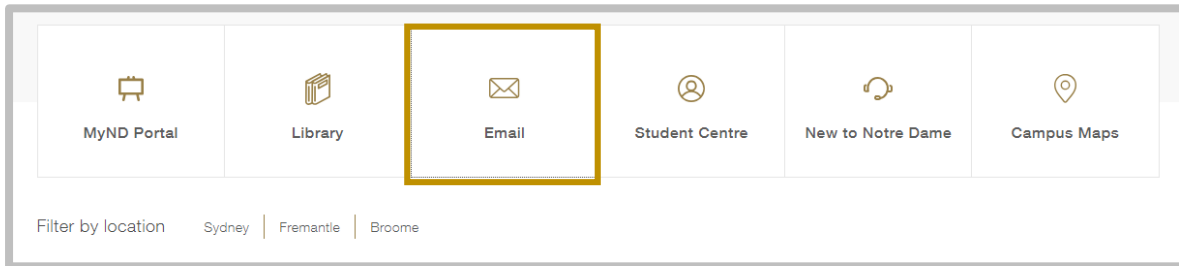 MyND Portal Library Email Student Centre New to Notre Dame Campus Maps
Filter by location Sydney Fremantle Broome